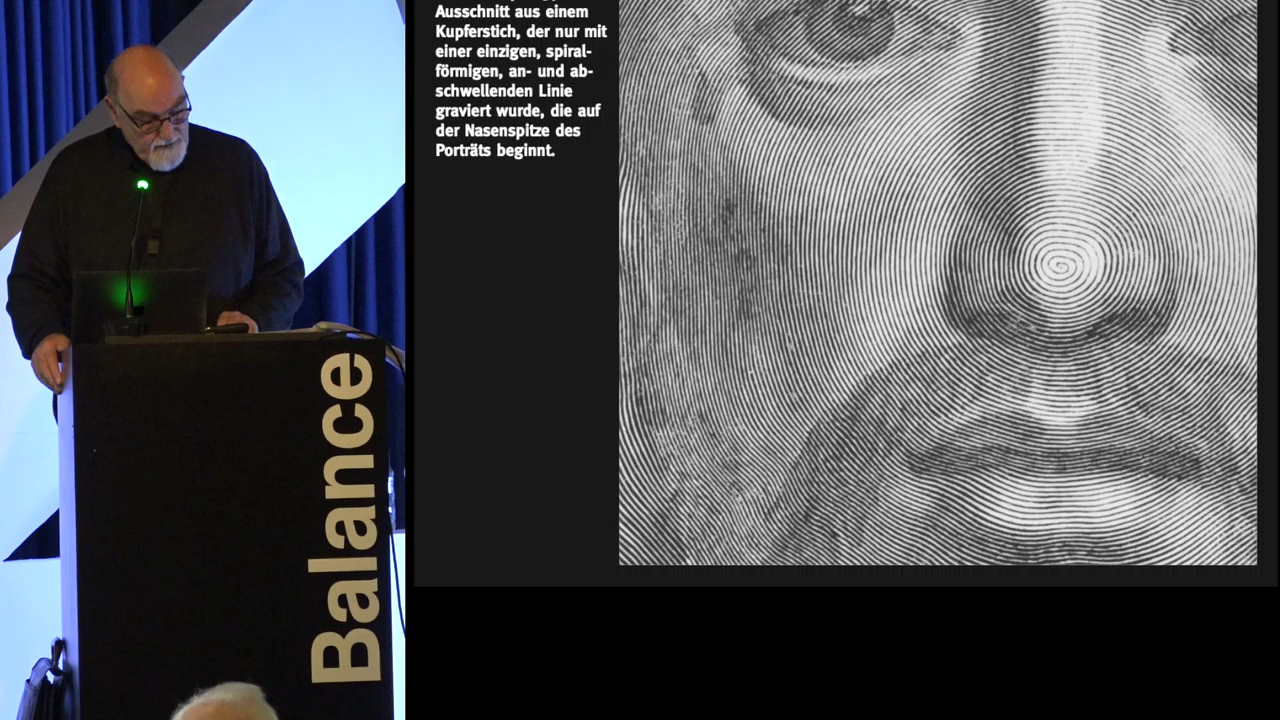 Ausschnitt aus einem
Kupferstich, der nur mit
einer einzigen, spiral-
förmigen, an- und ab-
schwellenden Linie
graviert wurde, die auf
der Nasenspitze des
Porträts beginnt.
Balance